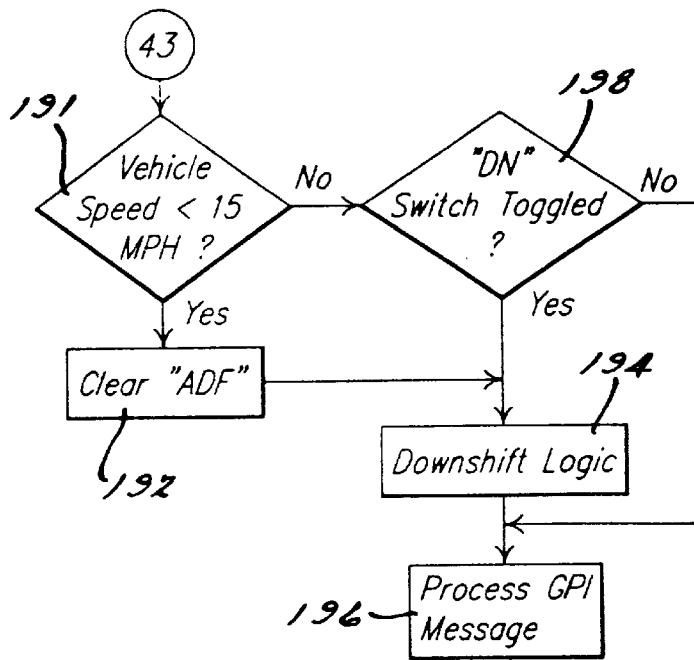 43
191
198
Vehicle
Speed < 15
MPH ?
No
"DN"
Switch Toggled
?
No
Yes
Yes
Clear "ADF"
192
194
Downshift Logic
Process GPI
Message
196